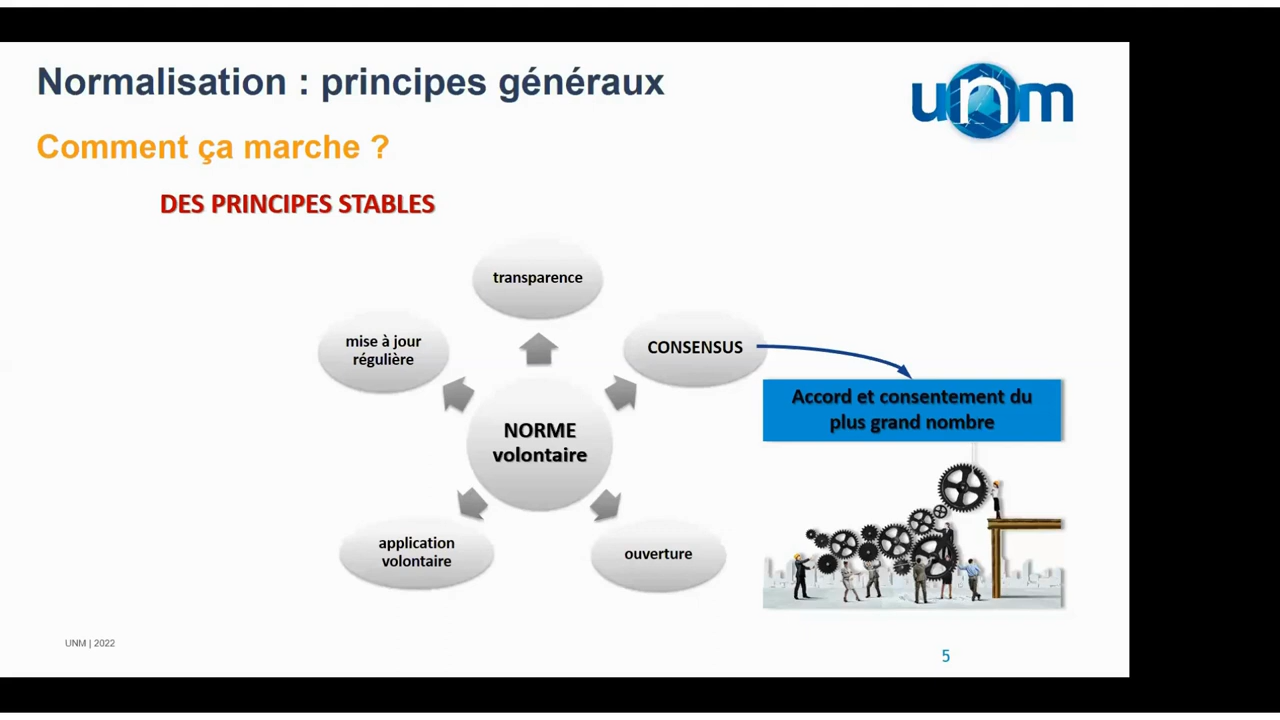 Normalisation : principes généraux
unm
Comment ça marche ?
DES PRINCIPES STABLES
transparence
mise à jour
régulière
CONSENSUS
Accord et consentement du
plus grand nombre
NORME
volontaire
application
volontaire
ouverture
UNM | 2022
5